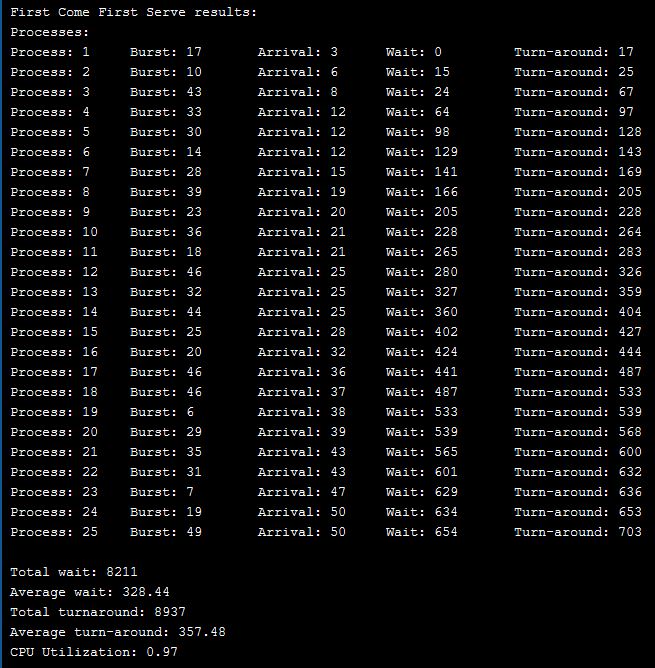 First Come First Serve results:
Processes:
Process: 1 Burst: 17 Arrival: 3 Wait: 0 Turn-around: 17
Process: 2 Burst: 10 Arrival: 6 Wait: 15 Turn-around: 25
Process: 3 Burst: 43 Arrival: 8 Wait: 24 Turn-around: 67
Process: 4 Burst: 33 Arrival: 12 Wait: 64 Turn-around: 97
Process: 5 Burst: 30 Arrival: 12 Wait: 98 Turn-around: 128
Process: 6 Burst: 14 Arrival: 12 Wait: 129 Turn-around: 143
Process: 7 Burst: 28 Arrival: 15 Wait: 141 Turn-around: 169
Process: 8 Burst: 39 Arrival: 19 Wait: 166 Turn-around: 205
Process: 9 Burst: 23 Arrival: 20 Wait: 205 Turn-around: 228
Process: 10 Burst: 36 Arrival: 21 Wait: 228 Turn-around: 264
Process: 11 Burst: 18 Arrival: 21 Wait: 265 Turn-around: 283
Process: 12 Burst: 46 Arrival: 25 Wait: 280 Turn-around: 326
Process: 13 Burst: 32 Arrival: 25 Wait: 327 Turn-around: 359
Process: 14 Burst: 44 Arrival: 25 Wait: 360 Turn-around: 404
Process: 15 Burst: 25 Arrival: 28 Wait: 402 Turn-around: 427
Process: 16 Burst: 20 Arrival: 32 Wait: 424 Turn-around: 444
Process: 17 Burst: 46 Arrival: 36 Wait: 441 Turn-around: 487
Process: 18 Burst: 46 Arrival: 37 Wait: 487 Turn-around: 533
Process: 19 Burst: 6 Arrival: 38 Wait: 533 Turn-around: 539
Process: 20 Burst: 29 Arrival: 39 Wait: 539 Turn-around: 568
Process: 21 Burst: 35 Arrival: 43 Wait: 565 Turn-around: 600
Process: 22 Burst: 31 Arrival: 43 Wait: 601 Turn-around: 632
Process: 23 Burst: 7 Arrival: 47 Wait: 629 Turn-around: 636
Process: 24 Burst: 19 Arrival: 50 Wait: 634 Turn-around: 653
Process: 25 Burst: 49 Arrival: 50 Wait: 654 Turn-around: 703
Total wait: 8211
Average wait: 328.44
Total turnaround: 8937
Average turn-around: 357.48
CPU Utilization: 0.97